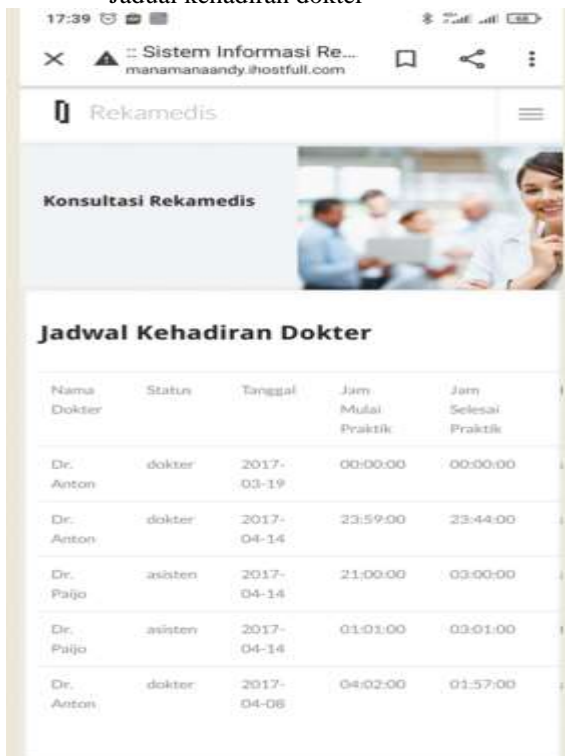 Jadual kehadiran dokter
17:39
68
:: Sistem Informasi Re...
manamanaandy.ihostfull.com
Rekamedis
Konsultasi Rekamedis
Jadwal Kehadiran Dokter
Nama Dokter Status Tanggal Jam Mulai Praktik Jam Selesai Praktik
Dr. Anton dokter 2017-03-19 00:00:00 00:00:00
Dr. Anton dokter 2017-04-14 23:59:00 23:44:00
Dr. Paijo asisten 2017-04-14 21:00:00 03:00:00
Dr. Paijo asisten 2017-04-14 01:01:00 03:01:00
Dr. Anton dokter 2017-04-08 04:02:00 01:57:00